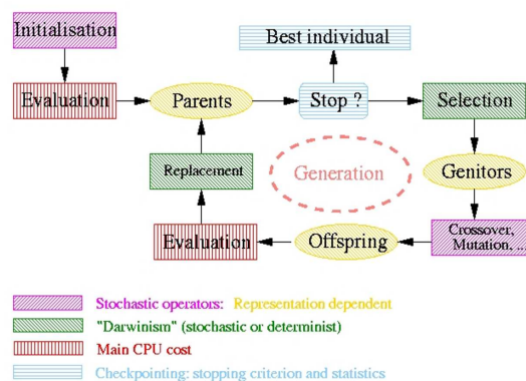 Initialisation
Best individual
Evaluation
Parents
Stop ?
Selection
Replacement
Generation
Genitors
Evaluation
Offspring
Crossover,
Mutation, ...
Stochastic operators: Representation dependent
"Darwinism" (stochastic or determinist)
Main CPU cost
Checkpointing: stopping criterion and statistics